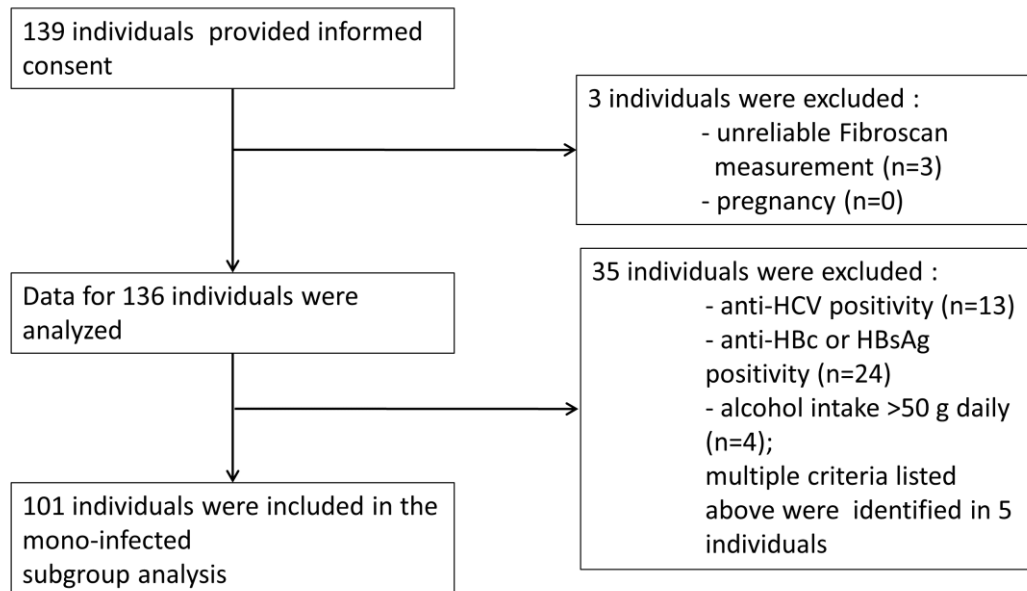 139 individuals provided informed
consent
3 individuals were excluded :
- unreliable Fibroscan
measurement (n=3)
- pregnancy (n=0)
Data for 136 individuals were
analyzed
35 individuals were excluded :
- anti-HCV positivity (n=13)
- anti-HBc or HBsAg
positivity (n=24)
- alcohol intake >50 g daily
(n=4);
multiple criteria listed
above were identified in 5
individuals
101 individuals were included in the
mono-infected
subgroup analysis